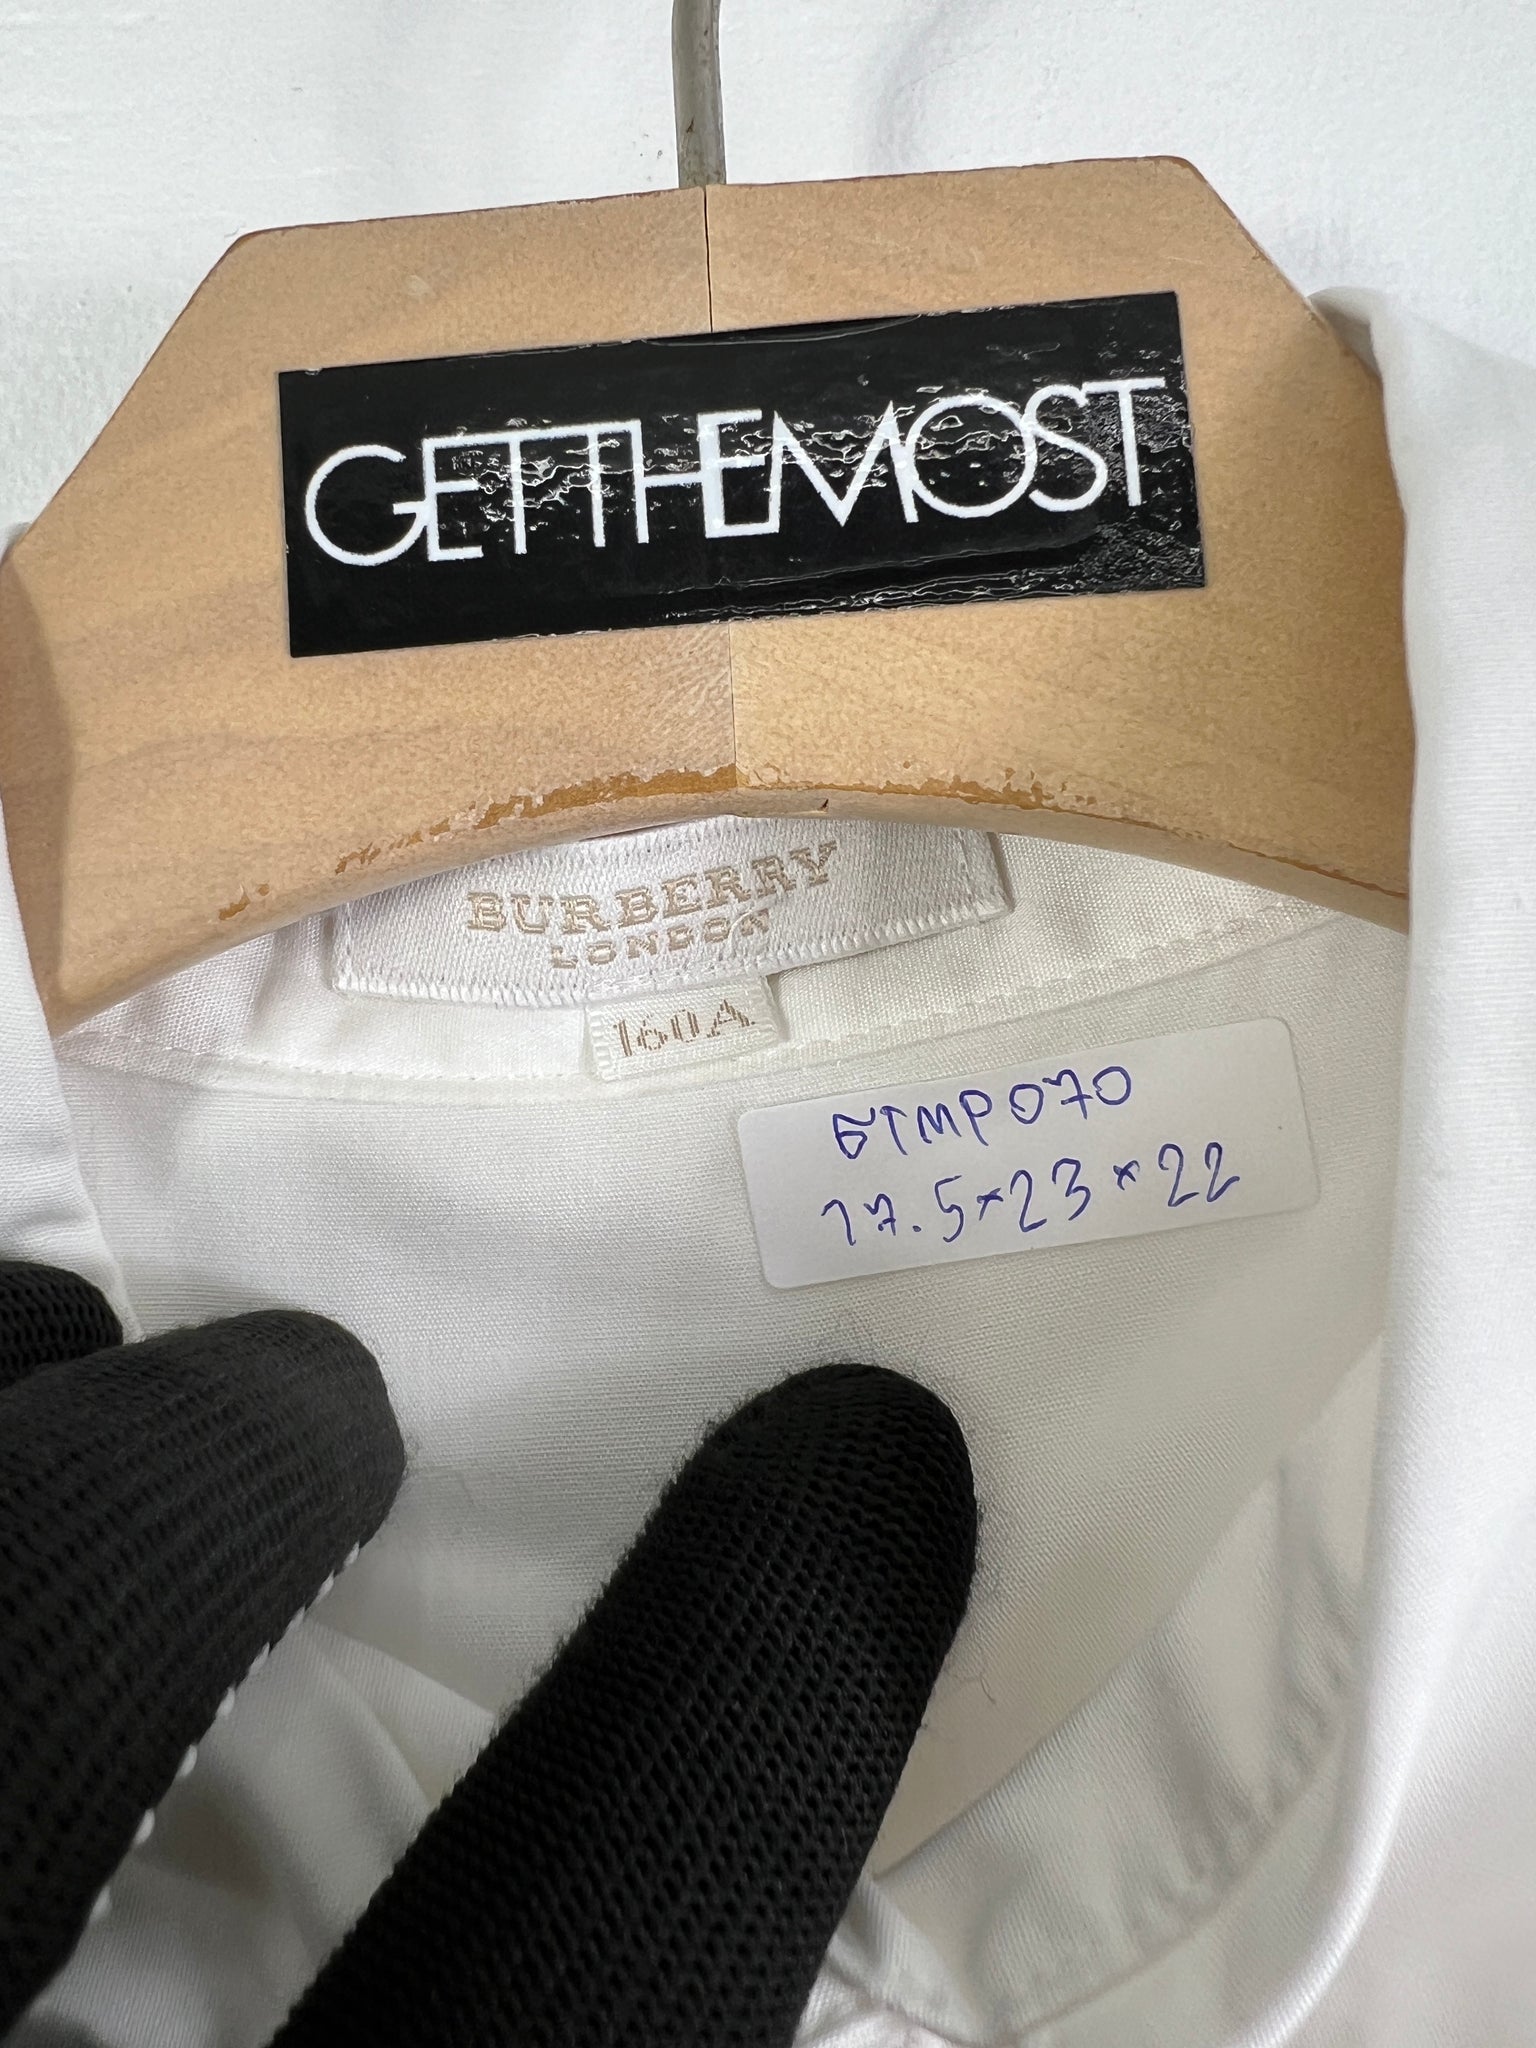 GETTHEMOST
BURBERRY
LONDON
160A
GTMP070
17.5×23×22